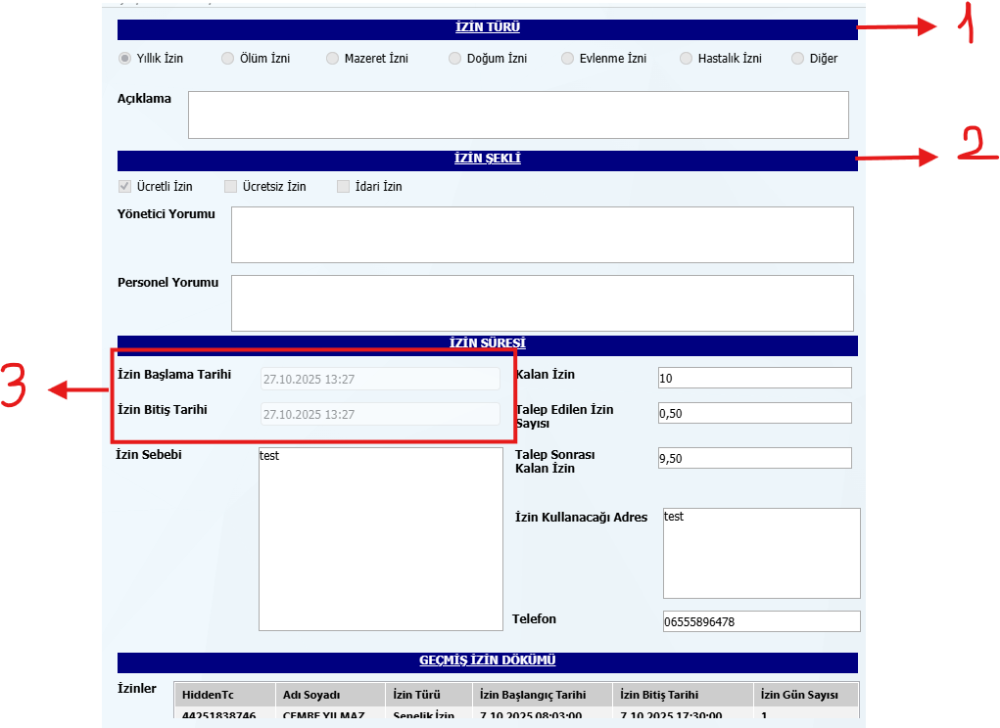 İZİN TÜRÜ
1
Yıllık İzin Ölüm İzni Mazeret İzni Doğum İzni Evlenme İzni Hastalık İzni Diğer
Açıklama
İZİN ŞEKLİ
2
Ücretli İzin Ücretsiz İzin İdari İzin
Yönetici Yorumu
Personel Yorumu
İZİN SÜRESİ
3
İzin Başlama Tarihi 27.10.2025 13:27 Kalan İzin 10
İzin Bitiş Tarihi 27.10.2025 13:27 Talep Edilen İzin 0,50
Sayısı
İzin Sebebi test Talep Sonrası 9,50
Kalan İzin
İzin Kullanacağı Adres test
Telefon 06555896478
GEÇMİŞ İZİN DÖKÜMÜ
İzinler HiddenTc Adı Soyadı İzin Türü İzin Başlangıç Tarihi İzin Bitiş Tarihi İzin Gün Sayısı
44251838746 CEMRE YILMAZ Senelik İzin 7.10.2025 08:03:00 7.10.2025 17:30:00 1